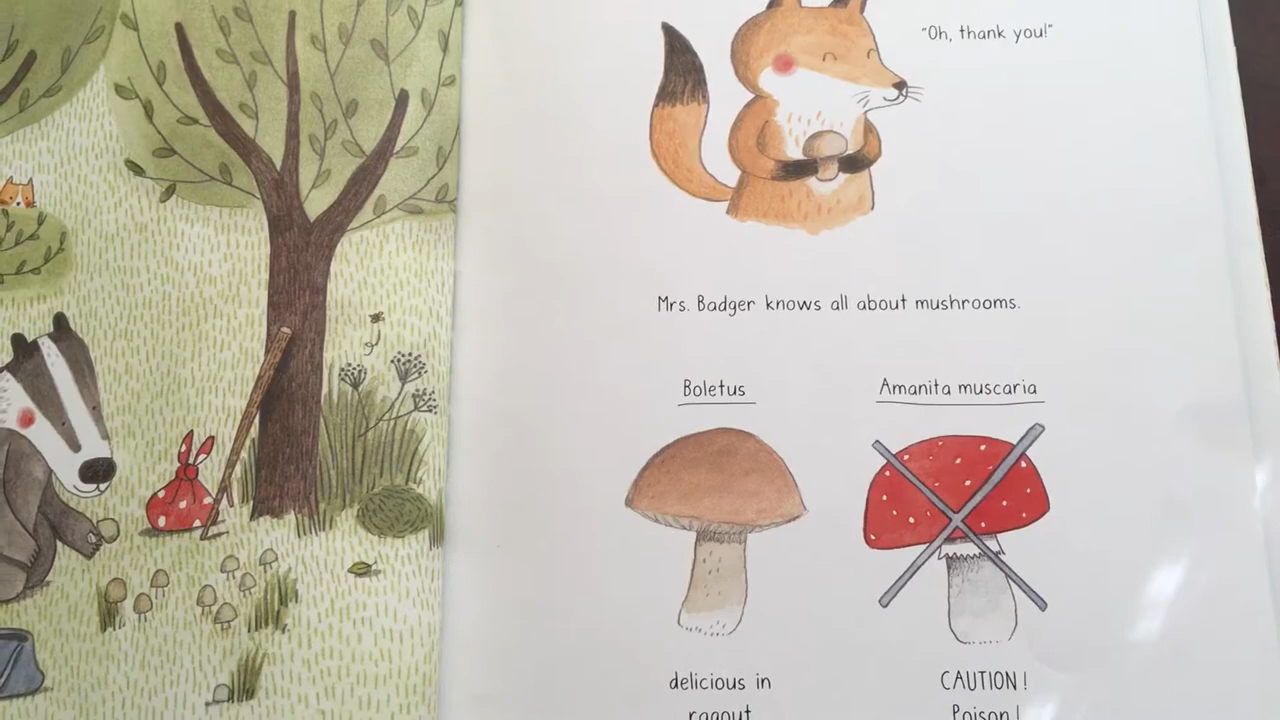 "Oh, thank you!"
Mrs. Badger knows all about mushrooms.
Boletus
Amanita muscaria
delicious in
ragout
CAUTION!
Poison!